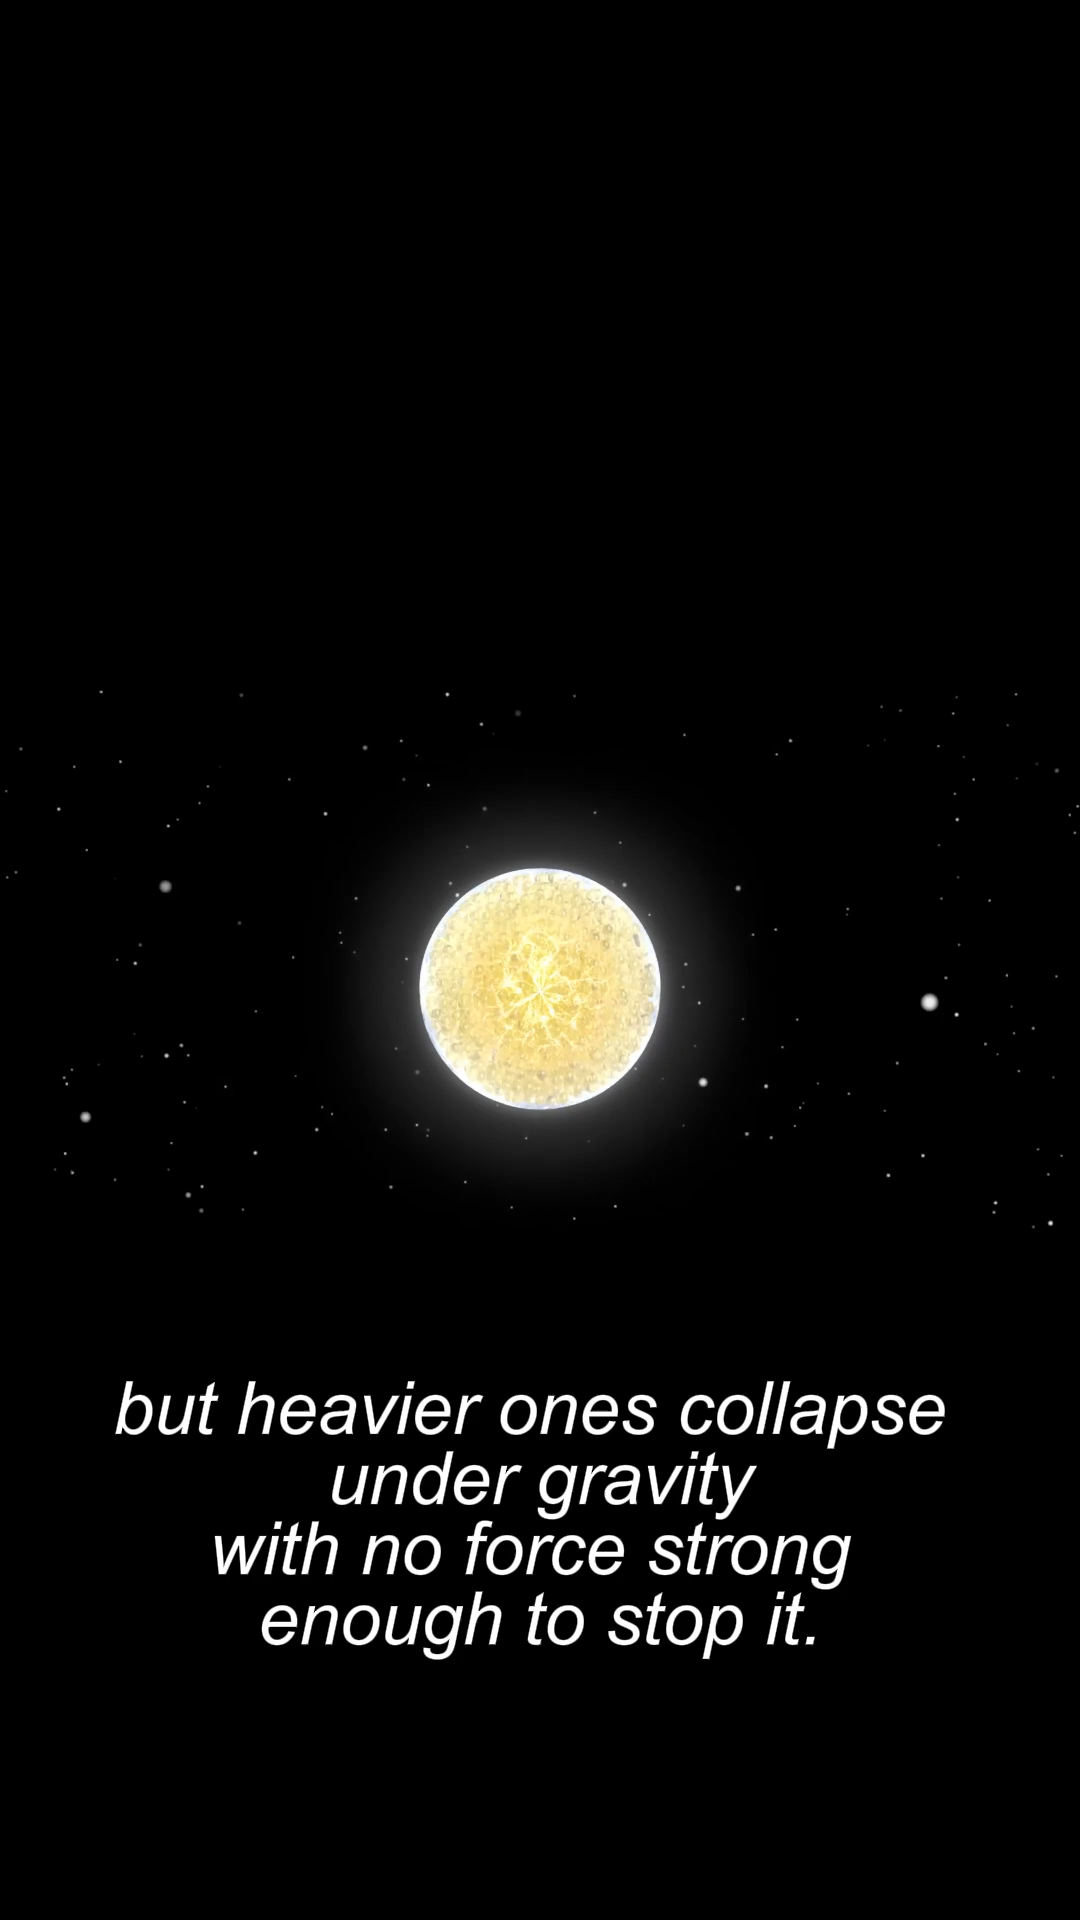 but heavier ones collapse
under gravity
with no force strong
enough to stop it.